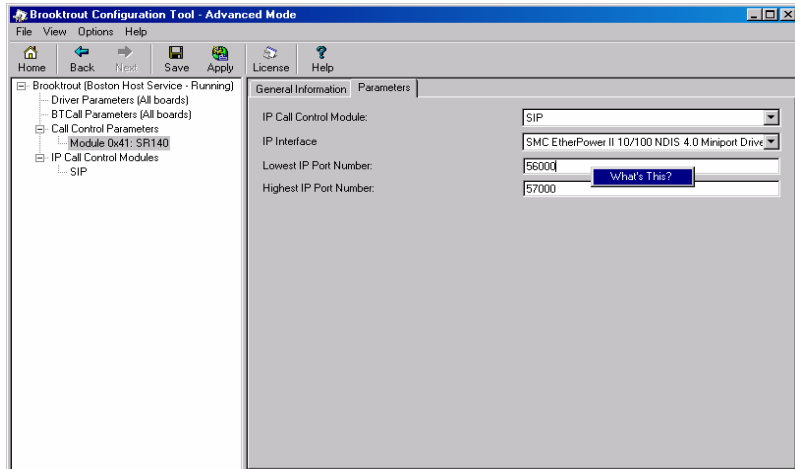 Brooktrout Configuration Tool - Advanced Mode
File View Options Help
Home Back Next Save Apply License Help
Brooktrout (Boston Host Service - Running)
Driver Parameters (All boards)
BTCall Parameters (All boards)
Call Control Parameters
Module 0x41: SR140
IP Call Control Modules
SIP
General Information Parameters
IP Call Control Module: SIP
IP Interface SMC EtherPower II 10/100 NDIS 4.0 Miniport Drive
Lowest IP Port Number: 56000
What's This?
Highest IP Port Number: 57000